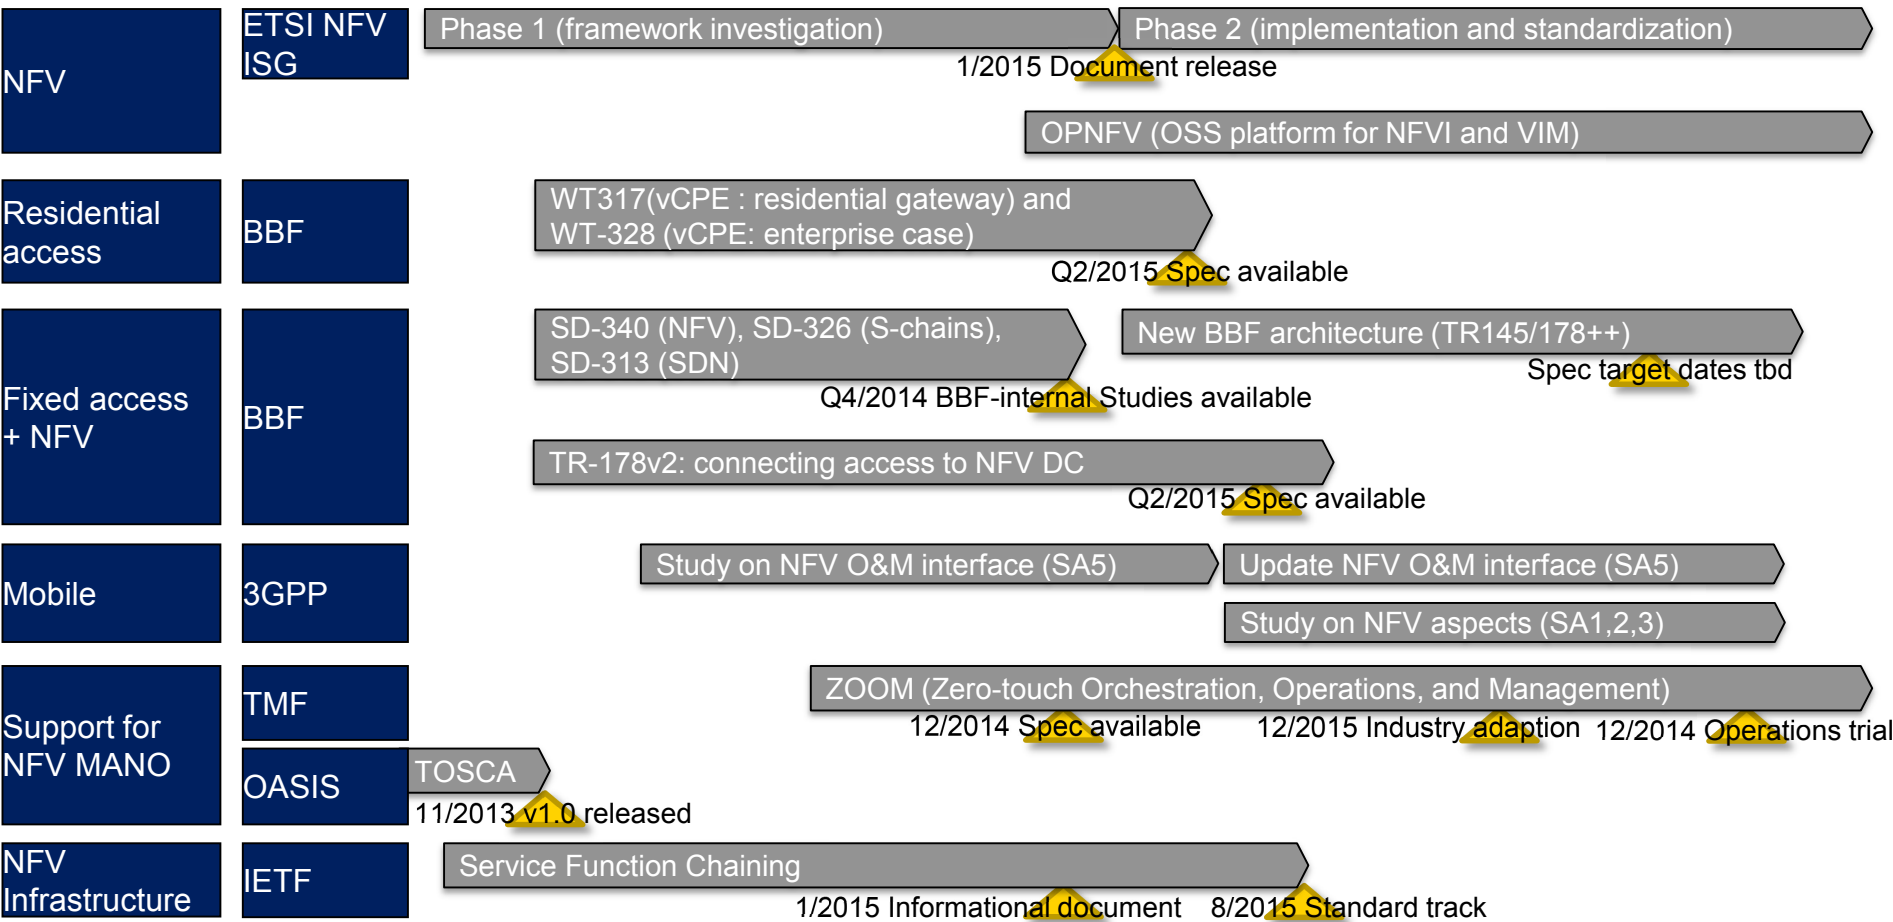 NFV
ETSI NFV
ISG
Phase 1 (framework investigation)
Phase 2 (implementation and standardization)
1/2015 Document release
OPNFV (OSS platform for NFVI and VIM)
Residential
access
BBF
WT317(vCPE : residential gateway) and
WT-328 (vCPE: enterprise case)
Q2/2015 Spec available
Fixed access
+ NFV
BBF
SD-340 (NFV), SD-326 (S-chains),
SD-313 (SDN)
New BBF architecture (TR145/178++)
Spec target dates tbd
Q4/2014 BBF-internal Studies available
TR-178v2: connecting access to NFV DC
Q2/2015 Spec available
Mobile
3GPP
Study on NFV O&M interface (SA5)
Update NFV O&M interface (SA5)
Study on NFV aspects (SA1,2,3)
Support for
NFV MANO
TMF
ZOOM (Zero-touch Orchestration, Operations, and Management)
12/2014 Spec available
12/2015 Industry adaption
12/2014 Operations trial
OASIS
TOSCA
11/2013 v1.0 released
NFV
Infrastructure
IETF
Service Function Chaining
1/2015 Informational document
8/2015 Standard track